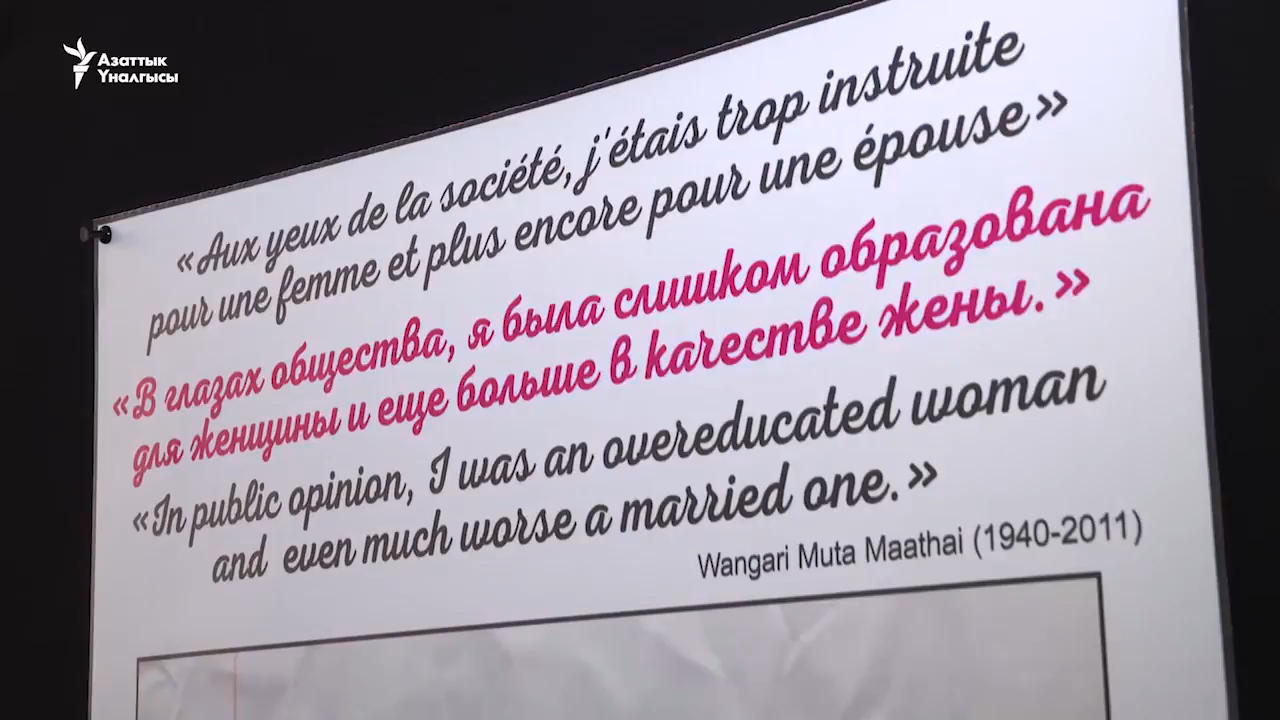 Азаттык
Үналгысы
«Aux yeux de la société, j'étais trop instruite
pour une femme et plus encore pour une épouse»
«В глазах общества, я была слишком образована
для женщины и еще больше в качестве жены.»
«In public opinion, I was an overeducated woman
and even much worse a married one.»
Wangari Muta Maathai (1940-2011)